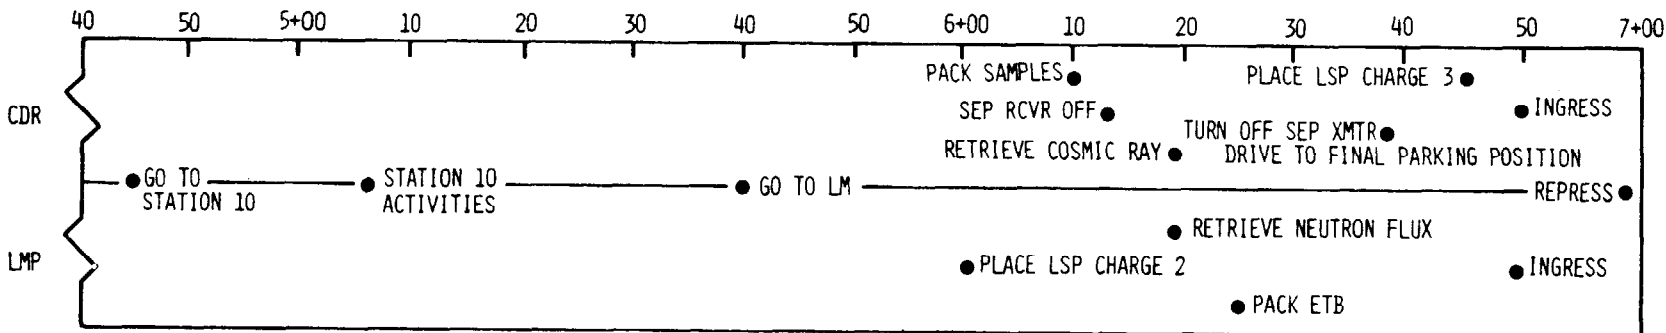 40 50 5+00 10 20 30 40 50 6+00 10 20 30 40 50 7+00
PACK SAMPLES
PLACE LSP CHARGE 3
CDR
SEP RCVR OFF
INGRESS
TURN OFF SEP XMTR
RETRIEVE COSMIC RAY
DRIVE TO FINAL PARKING POSITION
GO TO
STATION 10
STATION 10
ACTIVITIES
GO TO LM
REPRESS
RETRIEVE NEUTRON FLUX
LMP
PLACE LSP CHARGE 2
INGRESS
PACK ETB